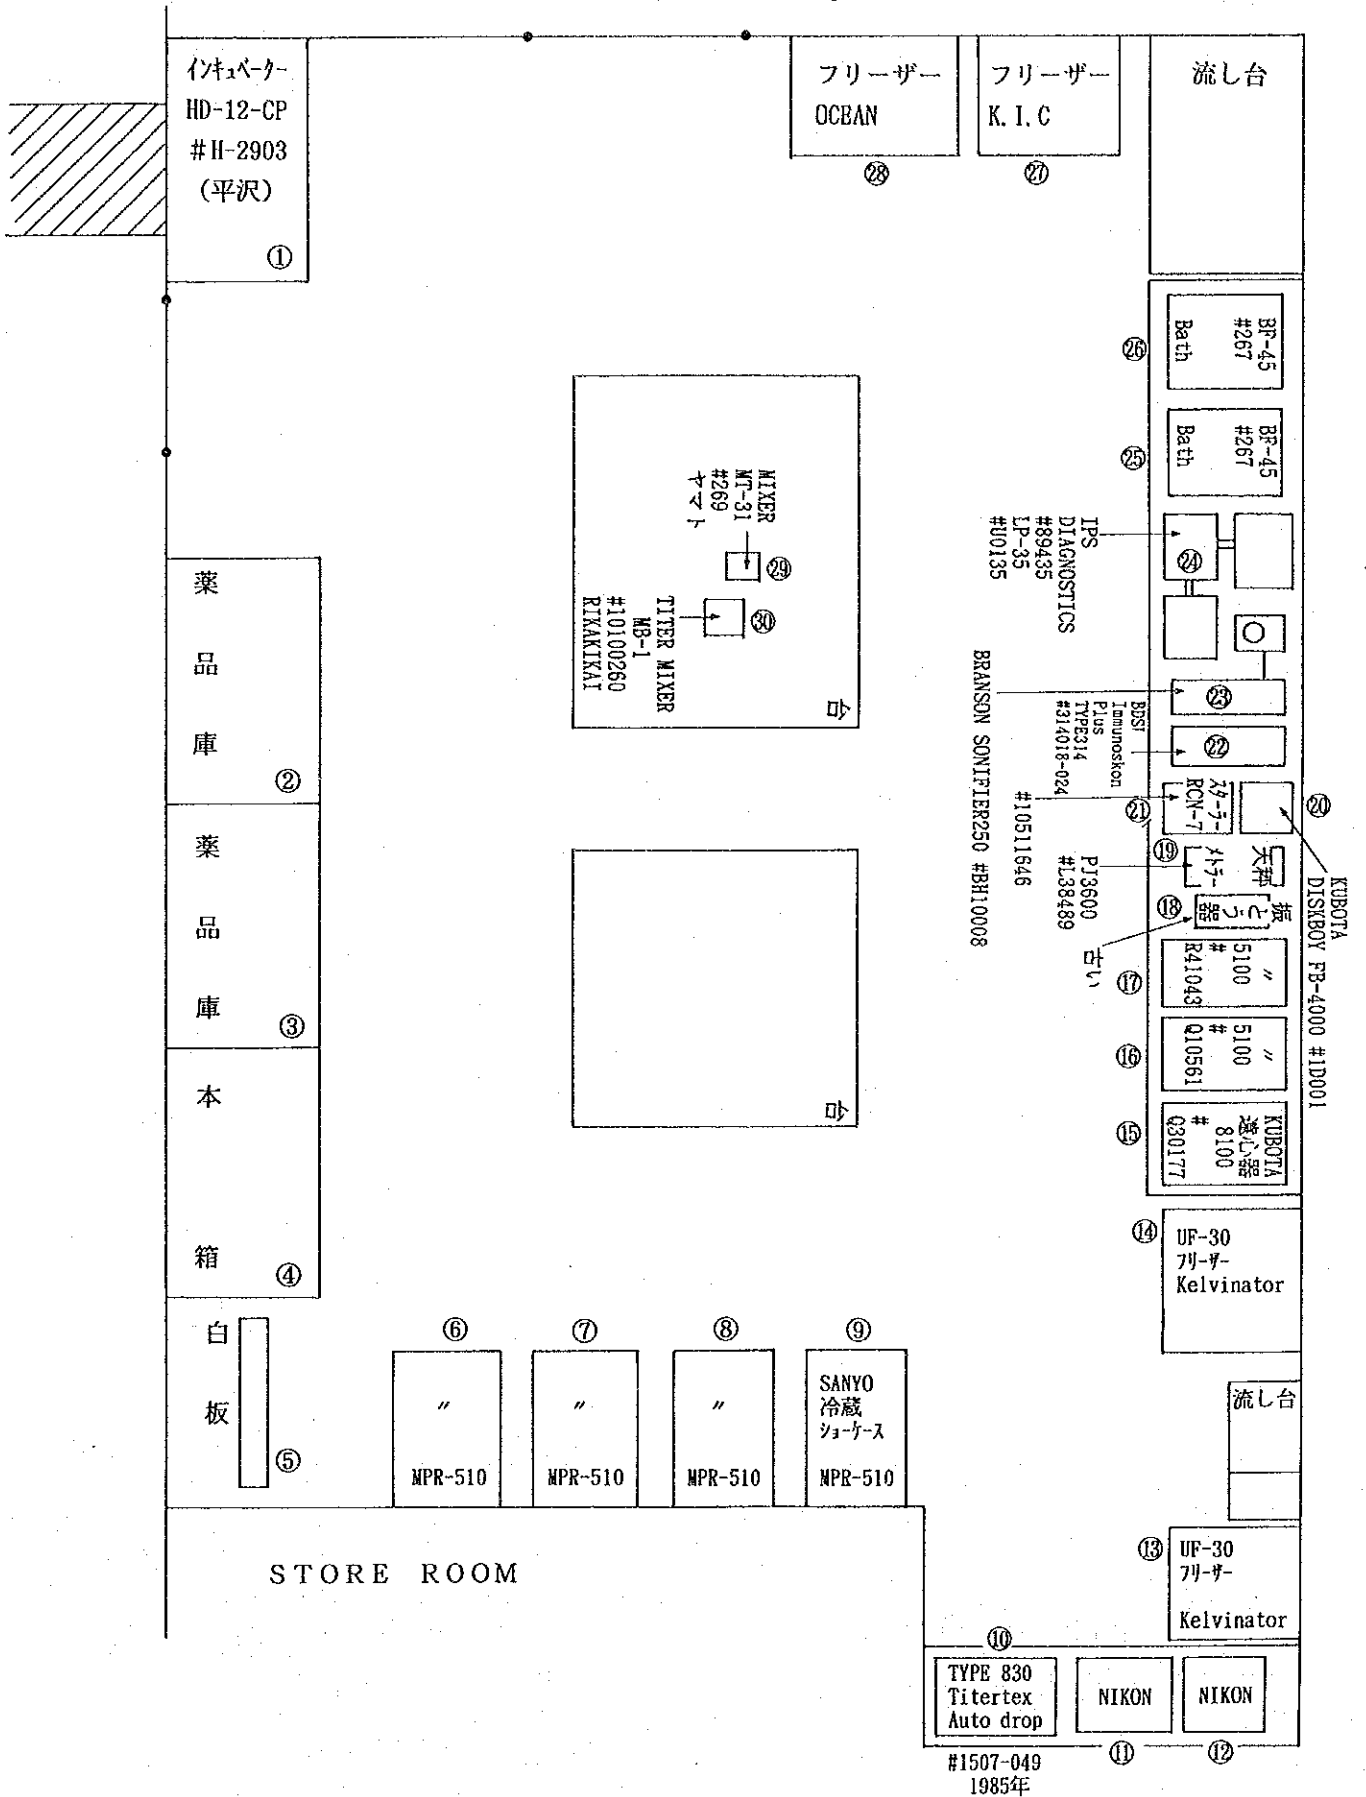 インキュベーター
HD-12-CP
#H-2903
(平沢)
①
フリーザー
OCEAN
㉘
フリーザー
K.I.C
㉗
流し台
BF-45
#267
Bath
㉖
BF-45
#267
Bath
㉕
㉔
IPS
DIAGNOSTICS
#89435
LP-35
#U0135
㉓
BRANSON SONIFIER250 #BH10008
㉒
BDSI
Immunoskon
Plus
TYPE314
#314018-024
㉑
スターラー
RCN-7
#10511646
⑳
KUBOTA
DISKBOY FB-4000 #1D001
⑲
天秤
メトラー
PJ3600
#L38489
⑱
振
とう
器
古い
⑰
〃
5100
#
R41043
⑯
〃
5100
#
Q10561
⑮
KUBOTA
遠心器
8100
#
Q30177
MIXER
MT-31
#269
ヤマト
㉙
㉚
TITER MIXER
MB-1
#10100260
RIKAKIKAI
台
台
薬品庫
②
薬品庫
③
本箱
④
白板
⑤
⑥
〃
MPR-510
⑦
〃
MPR-510
⑧
〃
MPR-510
⑨
SANYO
冷蔵
ショーケース
MPR-510
⑭
UF-30
フリーザー
Kelvinator
流し台
⑬
UF-30
フリーザー
Kelvinator
STORE ROOM
⑩
TYPE 830
Titertex
Auto drop
#1507-049
1985年
NIKON
⑪
NIKON
⑫